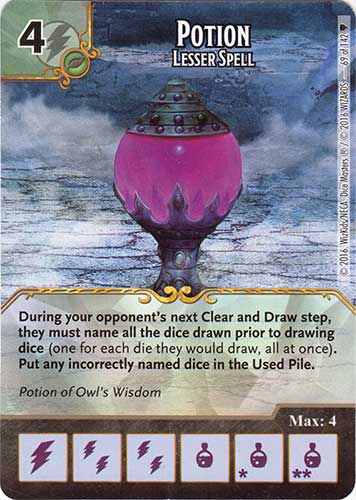 4
POTION
LESSER SPELL
© 2016 WizKids/NECA. Dice Masters ® / © 2016 WIZARDS 69 of 142
During your opponent's next Clear and Draw step,
they must name all the dice drawn prior to drawing
dice (one for each die they would draw, all at once).
Put any incorrectly named dice in the Used Pile.
Potion of Owl's Wisdom
Max: 4
* **